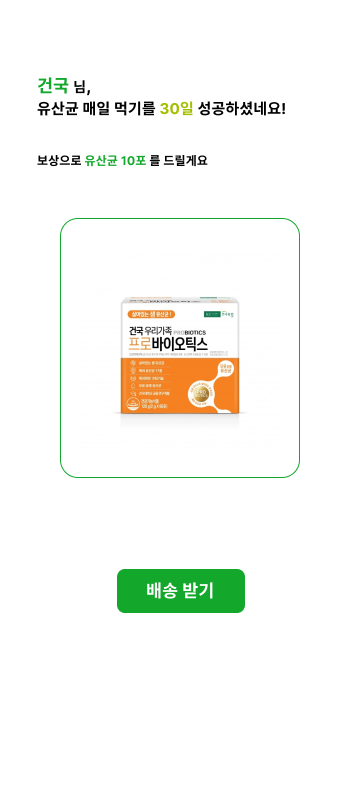 건국 님,
유산균 매일 먹기를 30일 성공하셨네요!
보상으로 유산균 10포 를 드릴게요
살아있는 장 유산균!
건국 우리가족 PROBIOTICS
프로바이오틱스
배송 받기